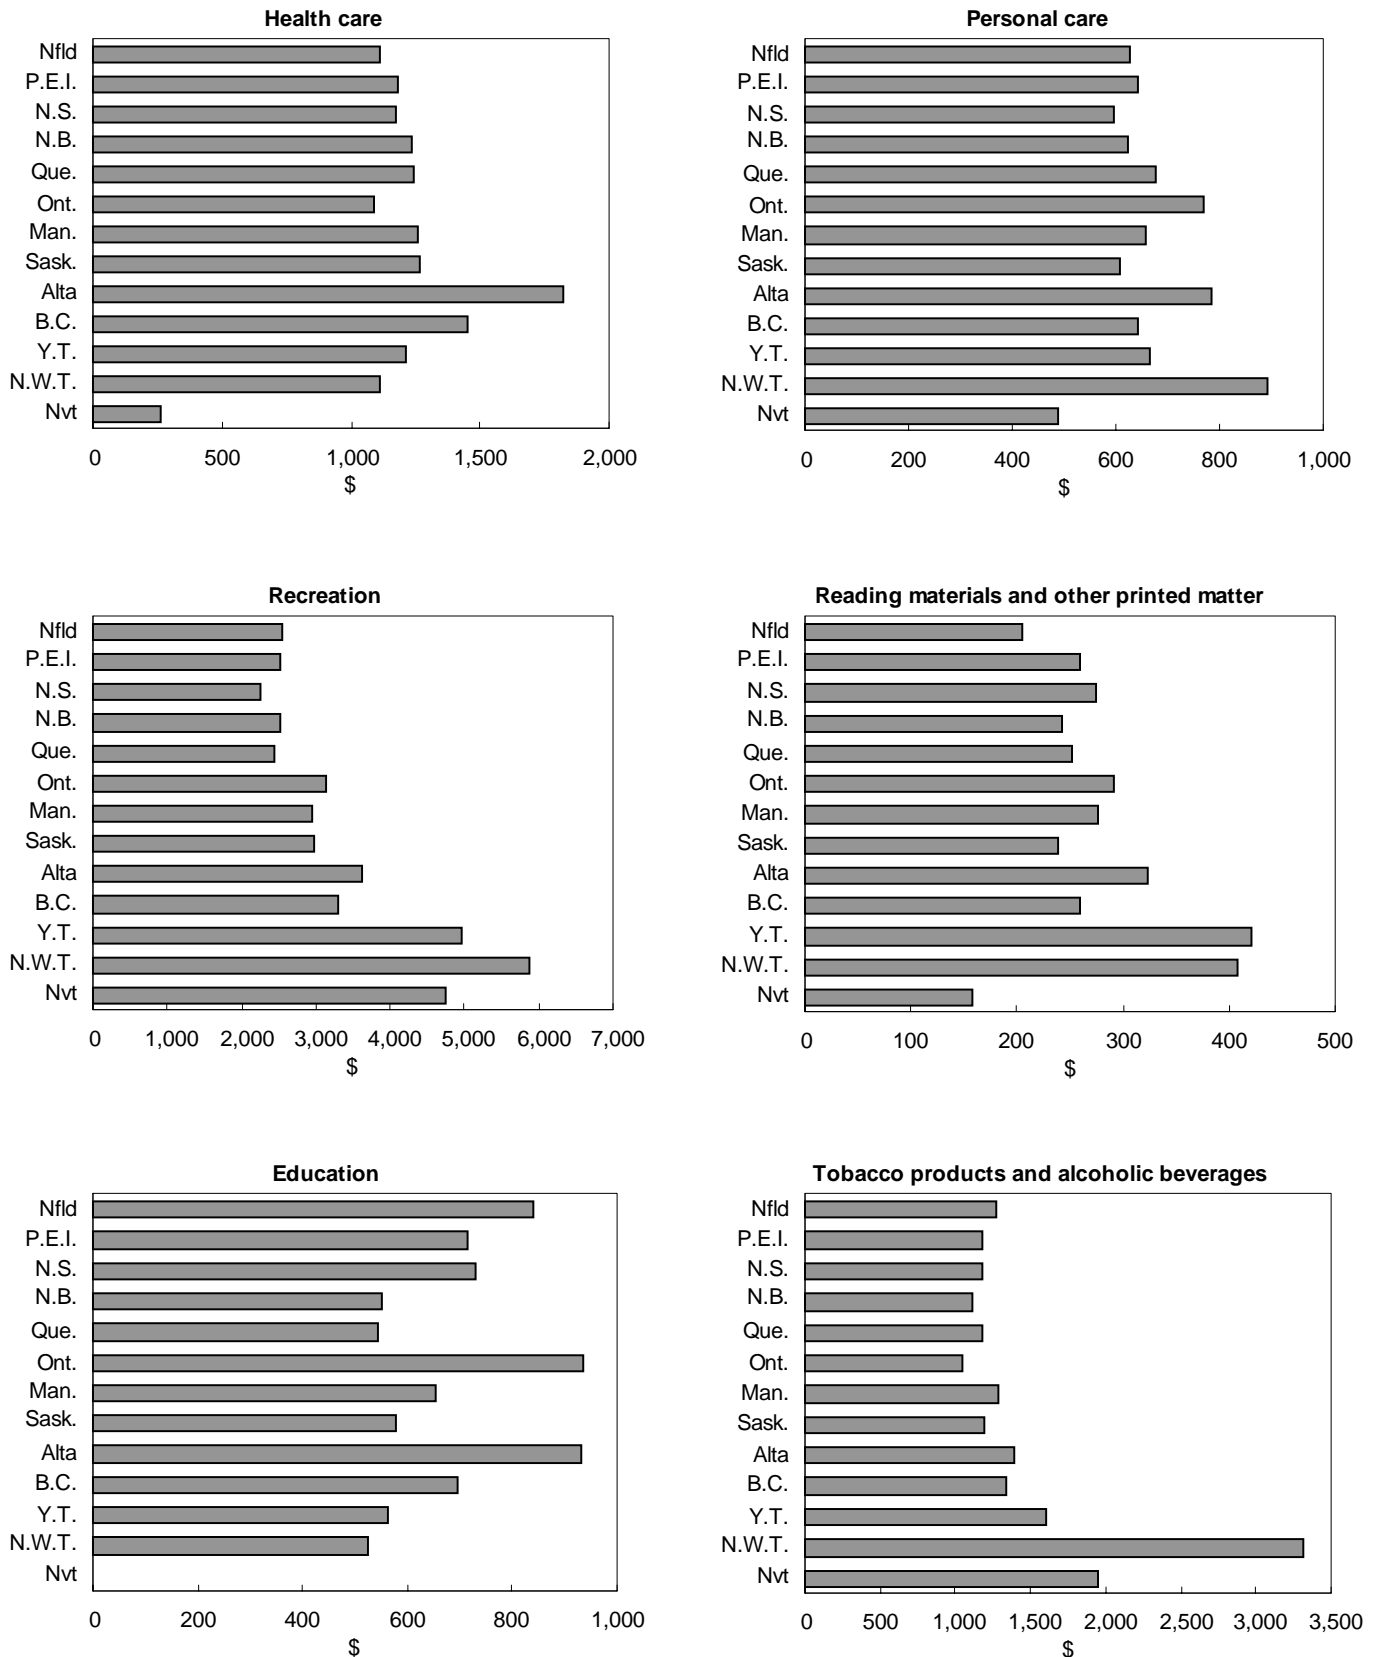 Health care
Nfld
P.E.I.
N.S.
N.B.
Que.
Ont.
Man.
Sask.
Alta
B.C.
Y.T.
N.W.T.
Nvt
0 500 1,000 1,500 2,000
$
Personal care
Nfld
P.E.I.
N.S.
N.B.
Que.
Ont.
Man.
Sask.
Alta
B.C.
Y.T.
N.W.T.
Nvt
0 200 400 600 800 1,000
$
Recreation
Nfld
P.E.I.
N.S.
N.B.
Que.
Ont.
Man.
Sask.
Alta
B.C.
Y.T.
N.W.T.
Nvt
0 1,000 2,000 3,000 4,000 5,000 6,000 7,000
$
Reading materials and other printed matter
Nfld
P.E.I.
N.S.
N.B.
Que.
Ont.
Man.
Sask.
Alta
B.C.
Y.T.
N.W.T.
Nvt
0 100 200 300 400 500
$
Education
Nfld
P.E.I.
N.S.
N.B.
Que.
Ont.
Man.
Sask.
Alta
B.C.
Y.T.
N.W.T.
Nvt
0 200 400 600 800 1,000
$
Tobacco products and alcoholic beverages
Nfld
P.E.I.
N.S.
N.B.
Que.
Ont.
Man.
Sask.
Alta
B.C.
Y.T.
N.W.T.
Nvt
0 500 1,000 1,500 2,000 2,500 3,000 3,500
$